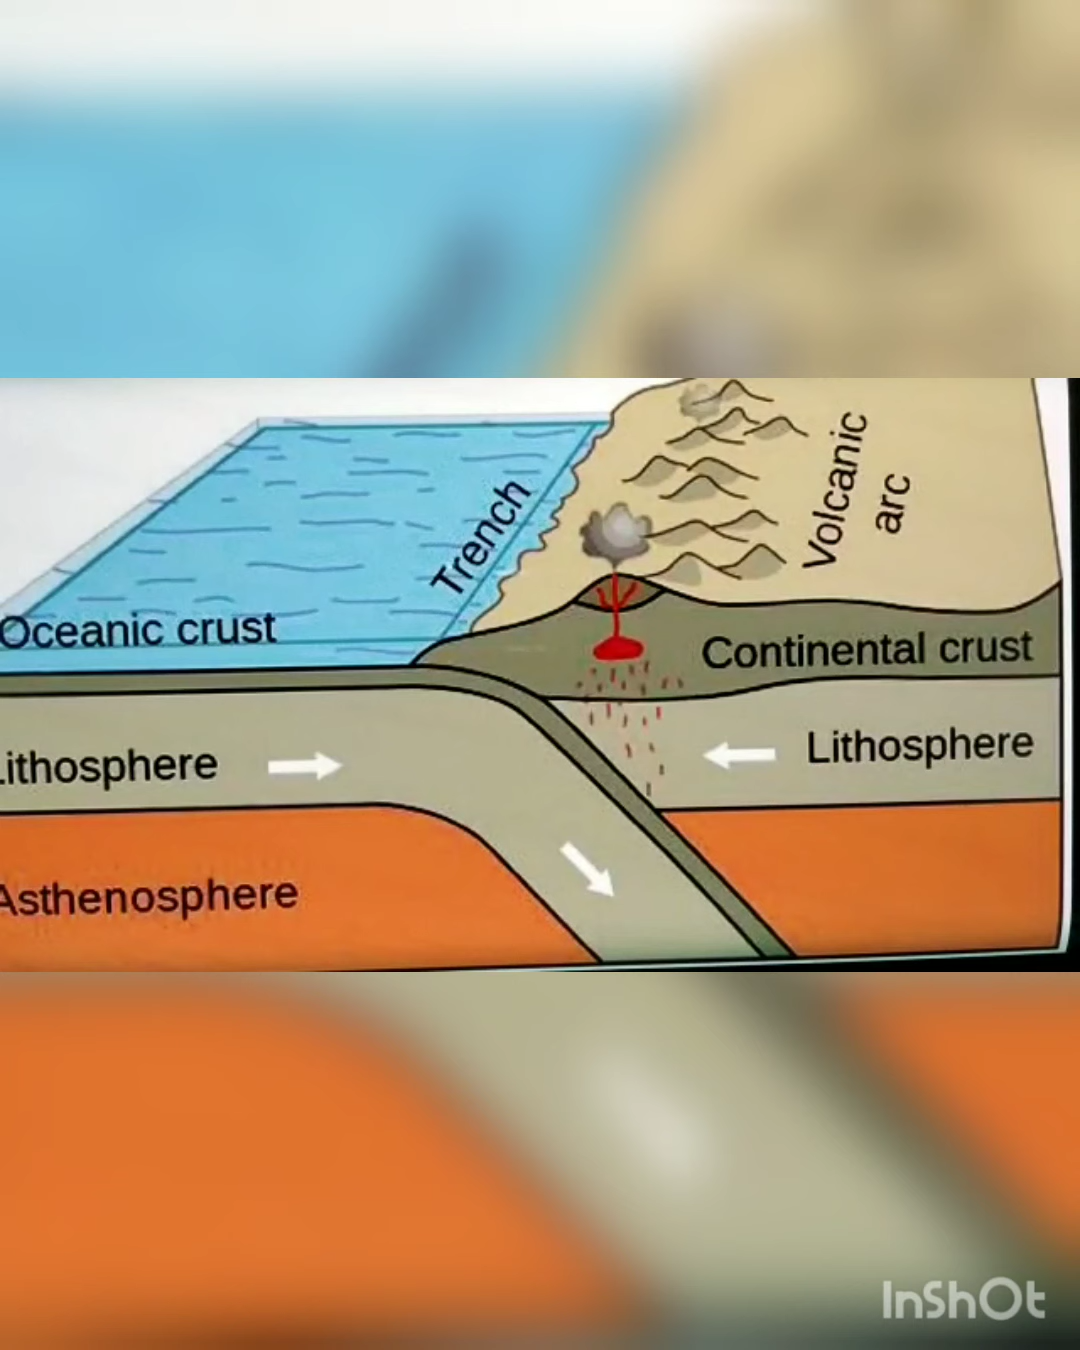 Trench
Volcanic
arc
Oceanic crust
Continental crust
Lithosphere
Lithosphere
Asthenosphere
InShOt